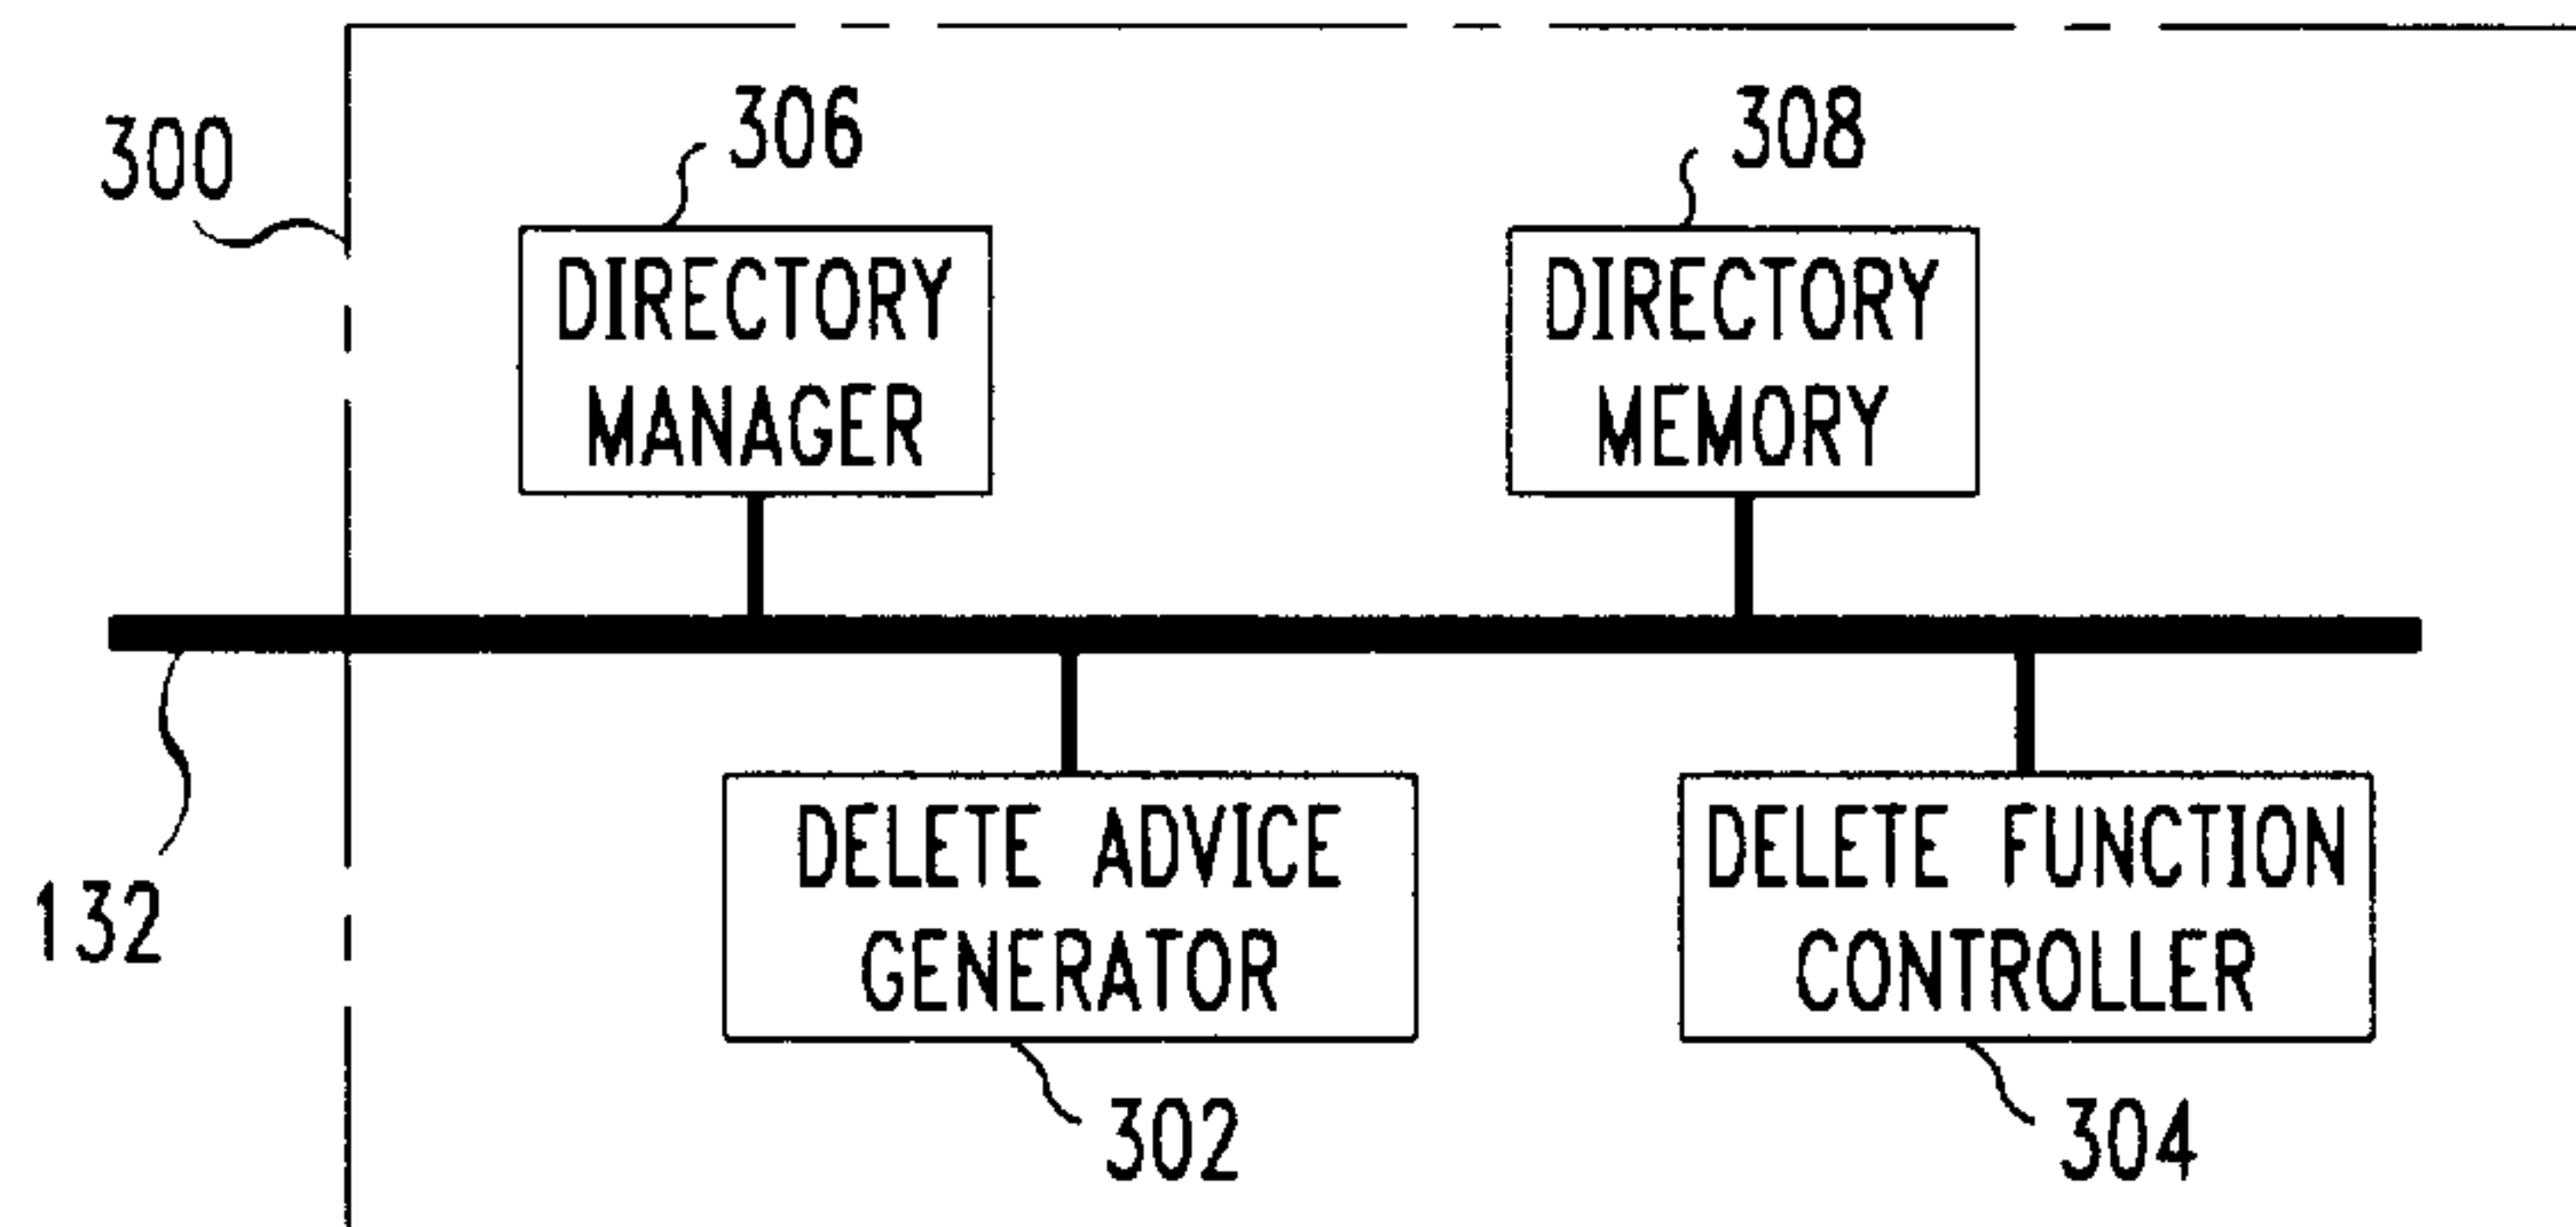 300
306
308
DIRECTORY
MANAGER
DIRECTORY
MEMORY
132
DELETE ADVICE
GENERATOR
DELETE FUNCTION
CONTROLLER
302
304